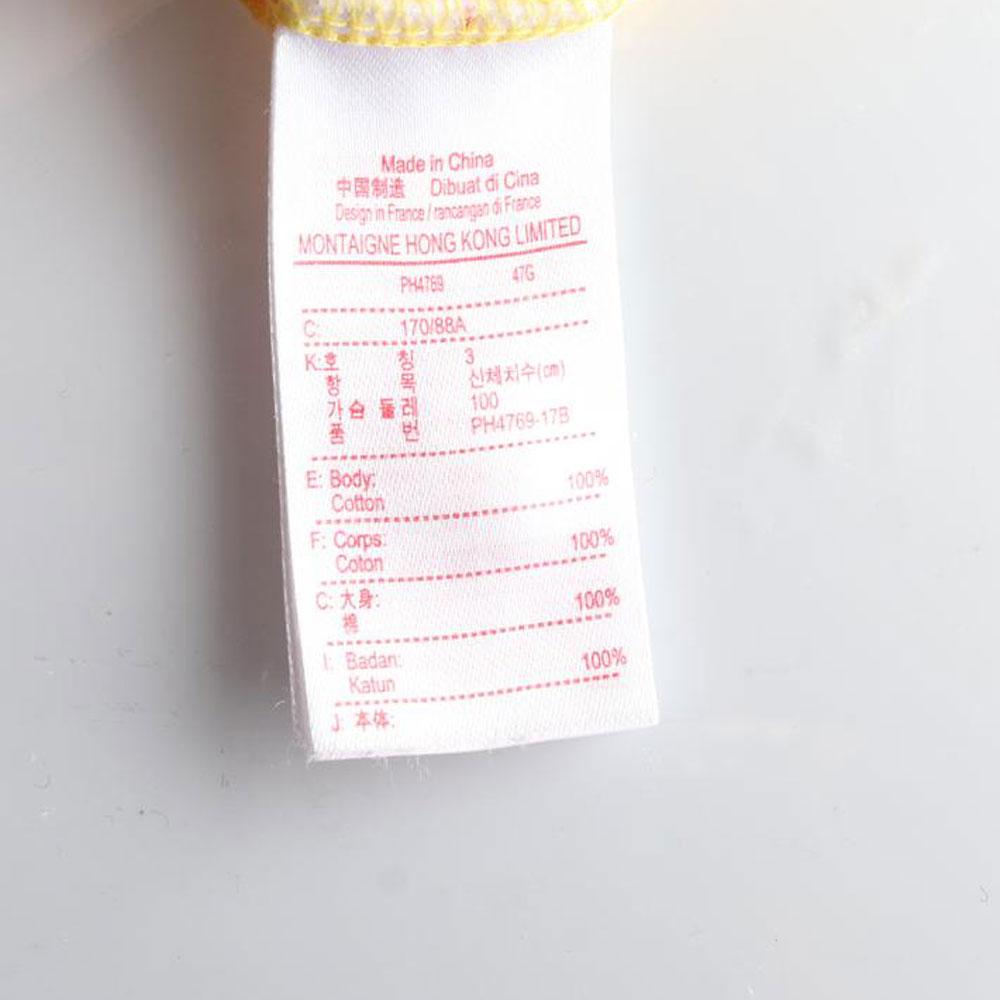 Made in China
中国制造 Dibuat di Cina
Design in France / rancangan di France
MONTAIGNE HONG KONG LIMITED
PH4769 47G
C: 170/88A
K:호 칭 3
항 목 신체치수(cm)
가슴 둘레 100
품 번 PH4769-17B
E: Body: 100%
Cotton
F: Corps: 100%
Coton
C: 大身: 100%
棉
I: Badan: 100%
Katun
J: 本体: